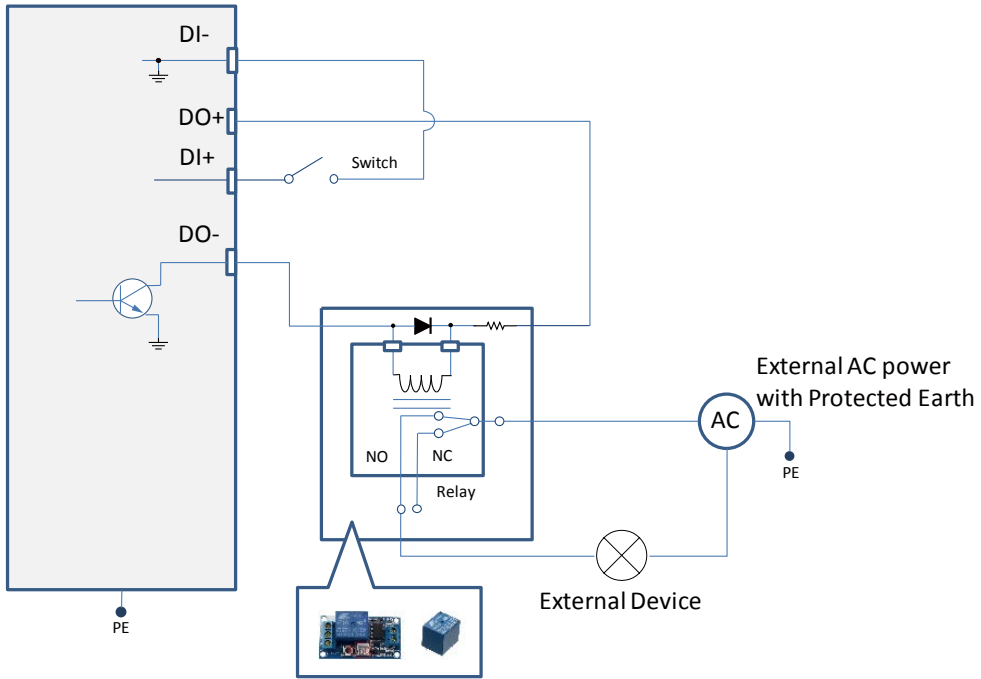 DI-
DO+
DI+
Switch
DO-
External AC power
with Protected Earth
AC
NO
NC
PE
Relay
External Device
PE